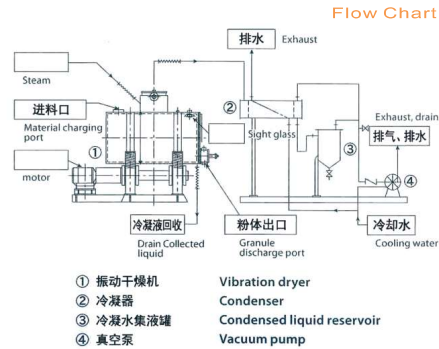 Flow Chart
排水
Exhaust
Steam
②
进料口
Material charging
port
Sight glass
Exhaust, drain
排气、排水
①
③
④
motor
冷凝液回收
粉体出口
冷却水
Drain Collected
liquid
Granule
discharge port
Cooling water
① 振动干燥机 Vibration dryer
② 冷凝器 Condenser
③ 冷凝水集液罐 Condensed liquid reservoir
④ 真空泵 Vacuum pump